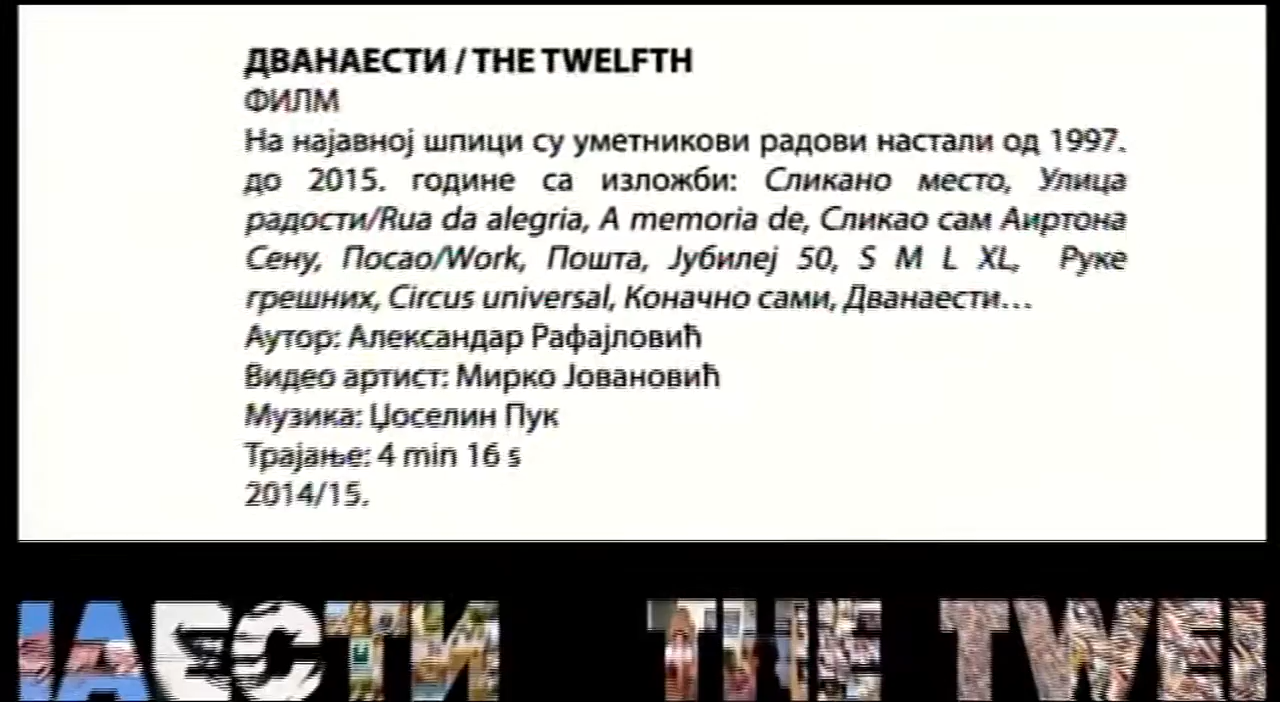 ДВАНАЕСТИ / THE TWELFTH
ФИЛМ
На најавној шпици су уметникови радови настали од 1997.
до 2015. године са изложби: Сликано место, Улица
радости/Rua da alegria, A memoria de, Сликао сам Аиртона
Сену, Посао/Work, Пошта, Јубилеј 50, S M L XL, Руке
грешних, Circus universal, Коначно сами, Дванаести...
Аутор: Александар Рафајловић
Видео артист: Мирко Јовановић
Музика: Џоселин Пук
Трајање: 4 min 16 s
2014/15.
НАЕСТИ THE TWEL